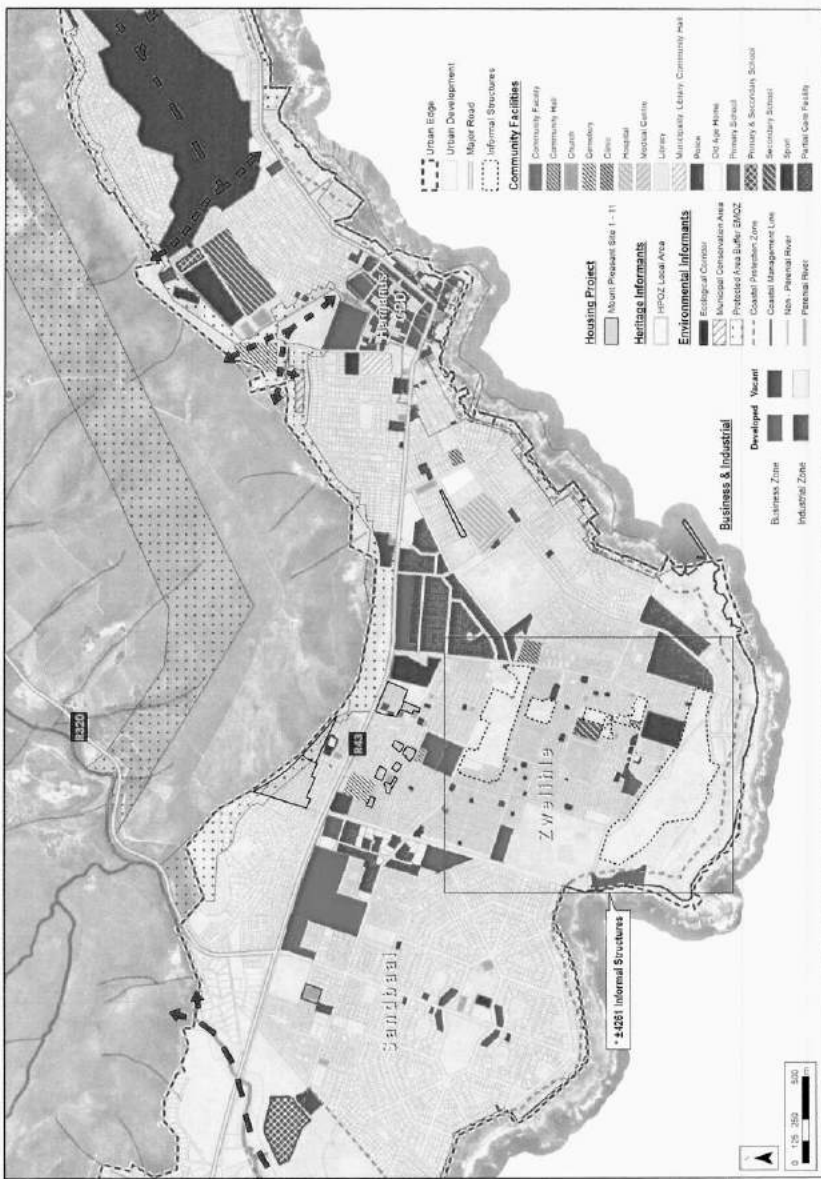 R320
R43
Hermanus
CBD
Zwelihle
Sandbaai
* ±4261 Informal Structures
Urban Edge
Urban Development
Major Road
Informal Structures
Community Facilities
Community Facility
Community Hall
Church
Cemetery
Clinic
Hospital
Medical Centre
Library
Municipality, Library, Community Hall
Police
Old Age Home
Primary School
Primary & Secondary School
Secondary School
Sport
Partial Care Facility
Housing Project
Mount Pleasant Site 1 - 11
Heritage Informants
HPOZ Local Area
Environmental Informants
Ecological Corridor
Municipal Conservation Area
Protected Area Buffer EMOZ
Coastal Protection Zone
Coastal Management Line
Non - Perenial River
Perenial River
Business & Industrial
Developed Vacant
Business Zone
Industrial Zone
0 125 250 500
m